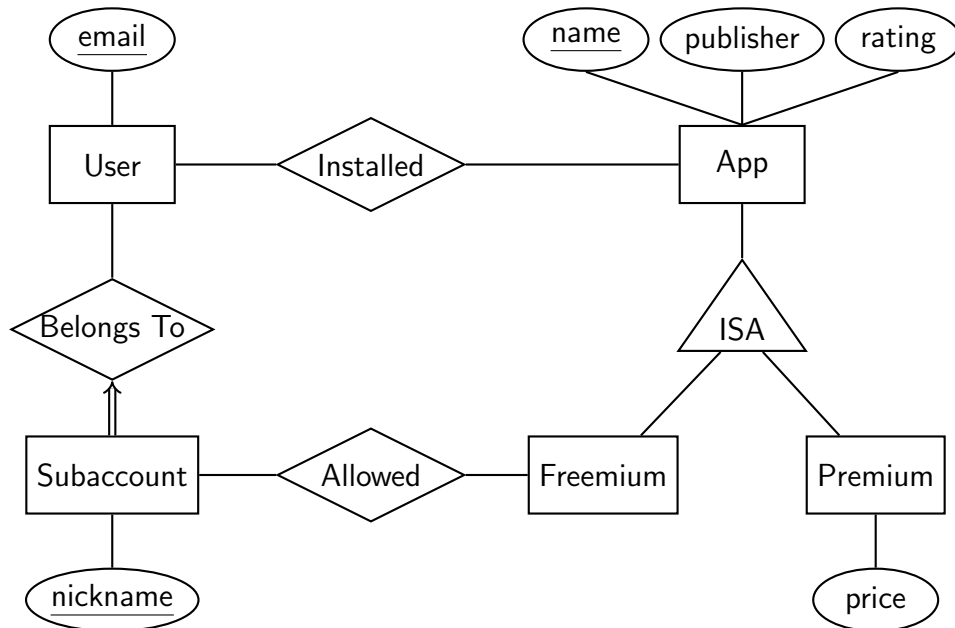 email
name
publisher
rating
User
Installed
App
Belongs To
ISA
Subaccount
Allowed
Freemium
Premium
nickname
price